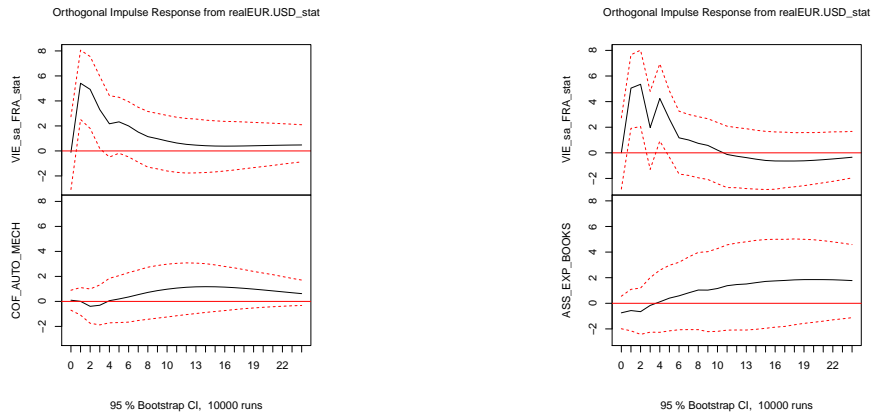 Orthogonal Impulse Response from realEUR.USD_stat
VIE_sa_FRA_stat
8
6
4
2
0
−2
COF_AUTO_MECH
8
6
4
2
0
−2
0 2 4 6 8 10 13 16 19 22
95 % Bootstrap CI, 10000 runs
Orthogonal Impulse Response from realEUR.USD_stat
VIE_sa_FRA_stat
8
6
4
2
0
−2
ASS_EXP_BOOKS
8
6
4
2
0
−2
0 2 4 6 8 10 13 16 19 22
95 % Bootstrap CI, 10000 runs